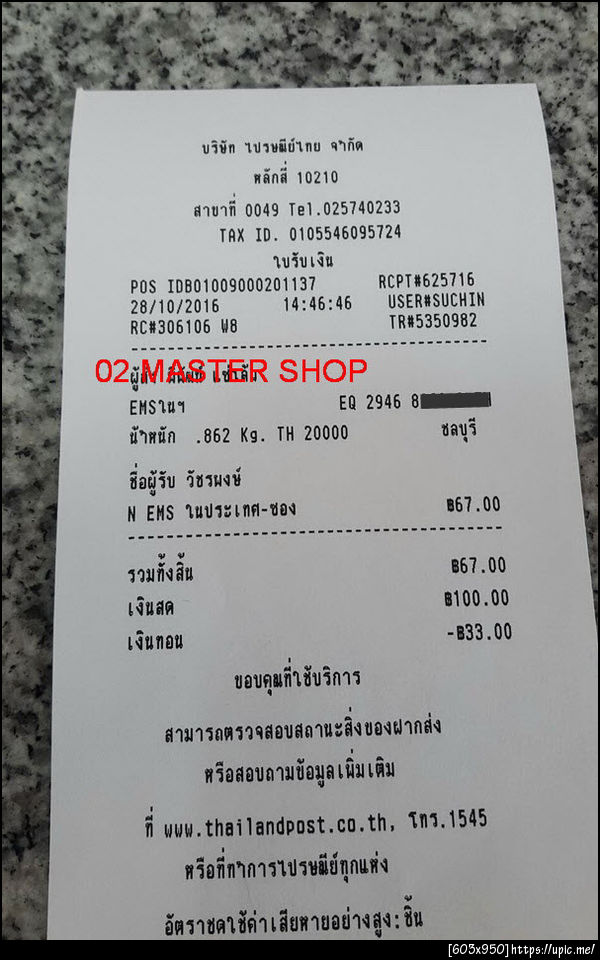 บริษัท ไปรษณีย์ไทย จำกัด
หลักสี่ 10210
สาขาที่ 0049 Tel.025740233
TAX ID. 0105546095724
ใบรับเงิน
POS IDB01009000201137 RCPT#625716
28/10/2016 14:46:46 USER#SUCHIN
RC#306106 W8 TR#5350982
02 MASTER SHOP
EMSในฯ EQ 2946 8
น้ำหนัก .862 Kg. TH 20000 ชลบุรี
ชื่อผู้รับ วัชรพงษ์
N EMS ในประเทศ-ซอง ฿67.00
รวมทั้งสิ้น ฿67.00
เงินสด ฿100.00
เงินทอน -฿33.00
ขอบคุณที่ใช้บริการ
สามารถตรวจสอบสถานะสิ่งของฝากส่ง
หรือสอบถามข้อมูลเพิ่มเติม
ที่ www.thailandpost.co.th, โทร.1545
หรือที่ทำการไปรษณีย์ทุกแห่ง
อัตราชดใช้ค่าเสียหายอย่างสูง:ชิ้น
[603x950]https://upic.me/